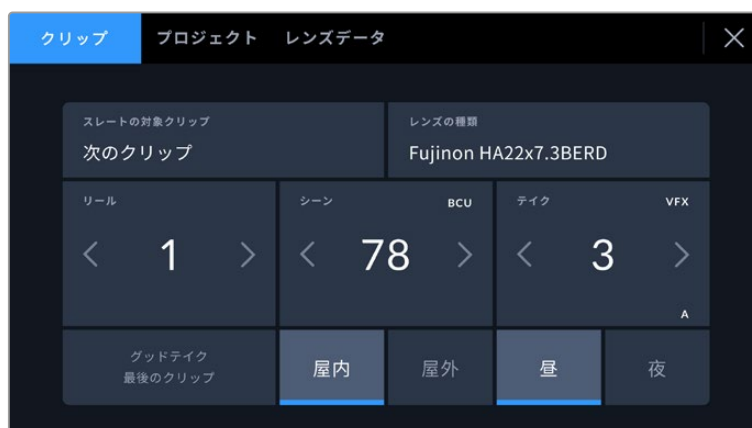 クリップ プロジェクト レンズデータ
スレートの対象クリップ レンズの種類
次のクリップ Fujinon HA22x7.3BERD
リール シーン BCU テイク VFX
1 78 3
A
グッドテイク
最後のクリップ
屋内 屋外 昼 夜